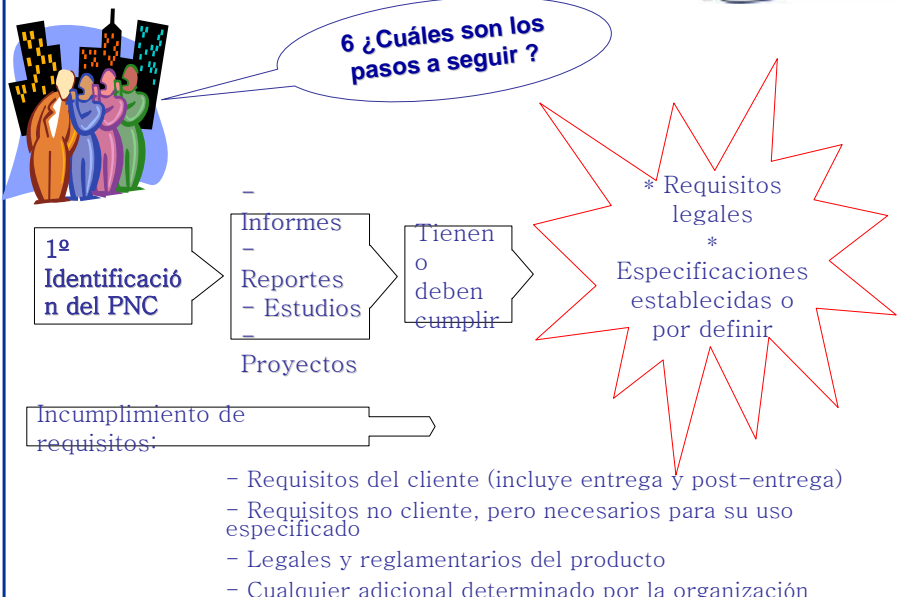 6 ¿Cuáles son los
pasos a seguir ?
1º
Identificació
n del PNC
-
Informes
-
Reportes
- Estudios
-
Proyectos
Tienen
o
deben
cumplir
* Requisitos
legales
*
Especificaciones
establecidas o
por definir
Incumplimiento de
requisitos:
- Requisitos del cliente (incluye entrega y post-entrega)
- Requisitos no cliente, pero necesarios para su uso
especificado
- Legales y reglamentarios del producto
- Cualquier adicional determinado por la organización